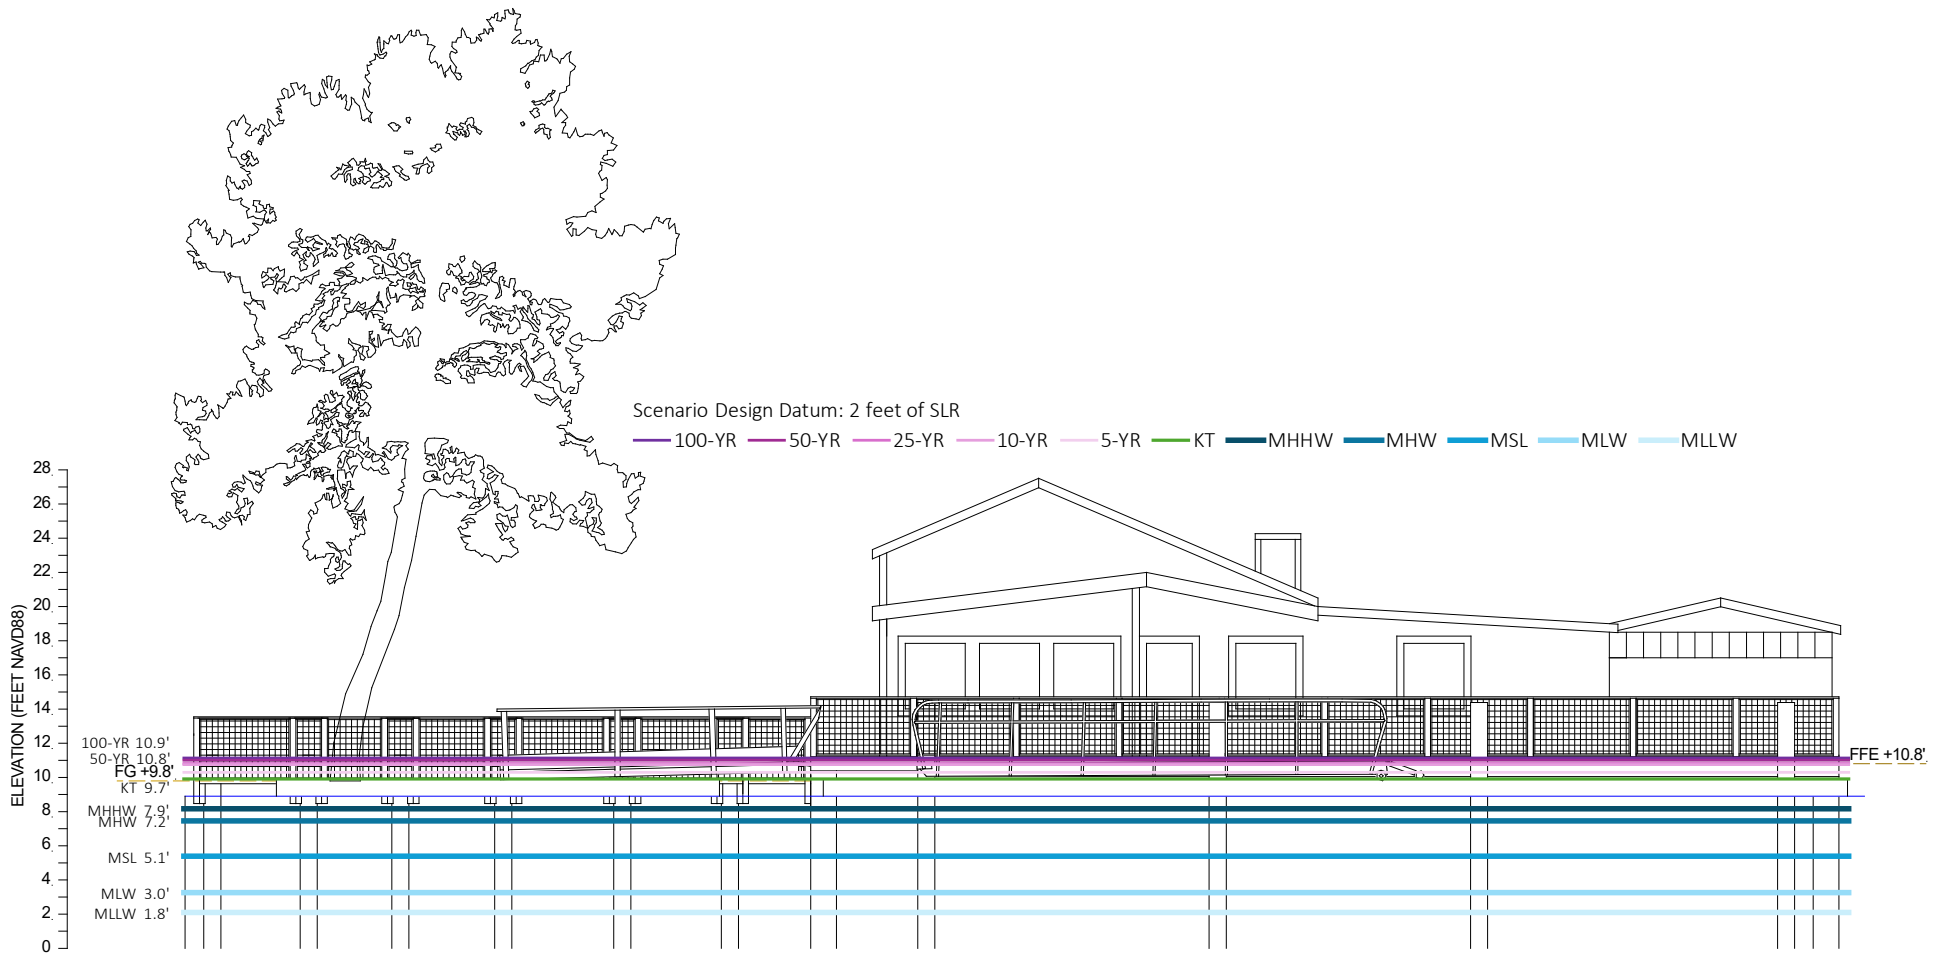 Scenario Design Datum: 2 feet of SLR
100-YR 50-YR 25-YR 10-YR 5-YR KT MHHW MHW MSL MLW MLLW
ELEVATION (FEET NAVD88)
28
26
24
22
20
18
16
14
12
10
8
6
4
2
0
100-YR 10.9'
50-YR 10.8'
FG +9.8'
KT 9.7'
MHHW 7.9'
MHW 7.2'
MSL 5.1'
MLW 3.0'
MLLW 1.8'
FFE +10.8'